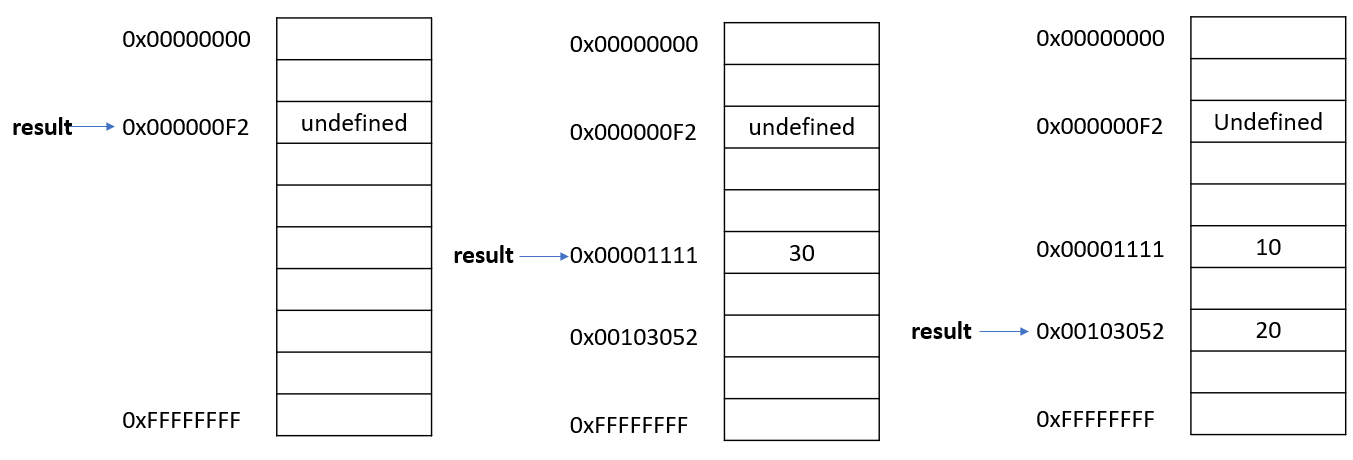 0x00000000
result 0x000000F2 undefined
0xFFFFFFFF
0x00000000
0x000000F2 undefined
result 0x00001111 30
0x00103052
0xFFFFFFFF
0x00000000
0x000000F2 Undefined
0x00001111 10
result 0x00103052 20
0xFFFFFFFF